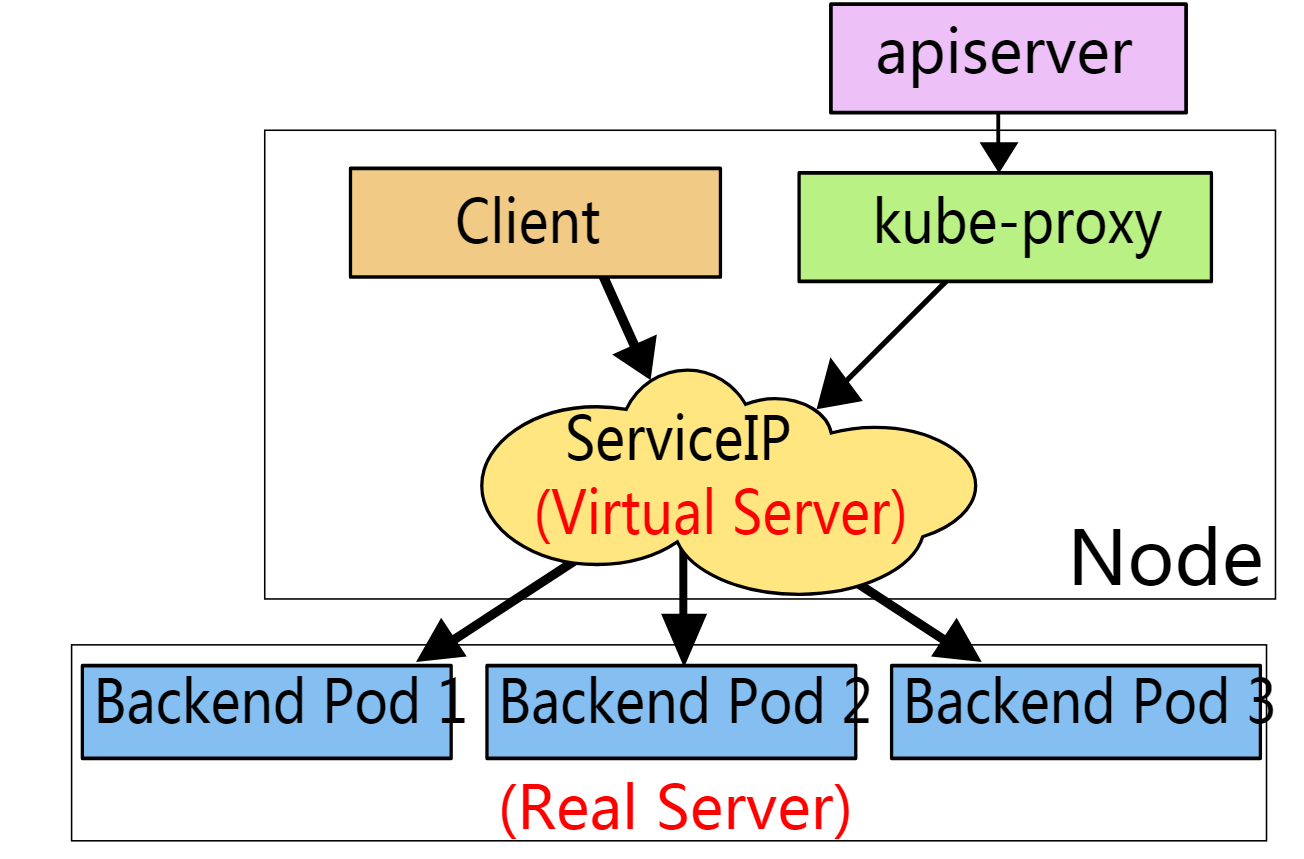 apiserver
Client
kube-proxy
ServiceIP
(Virtual Server)
Node
Backend Pod 1
Backend Pod 2
Backend Pod 3
(Real Server)